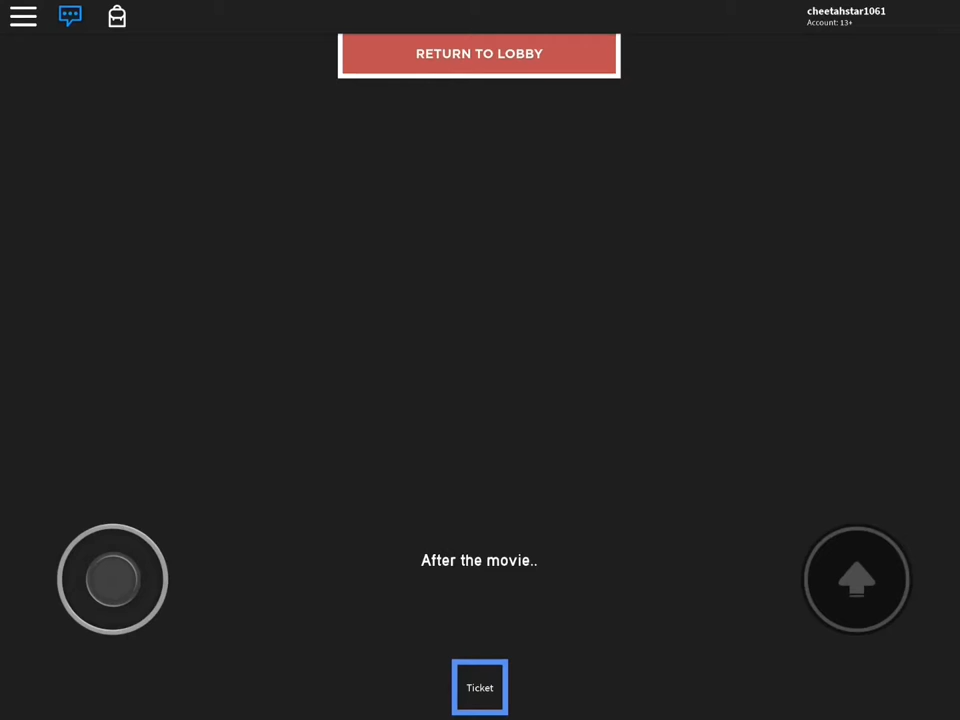 cheetahstar1061
Account: 13+
RETURN TO LOBBY
After the movie..
Ticket